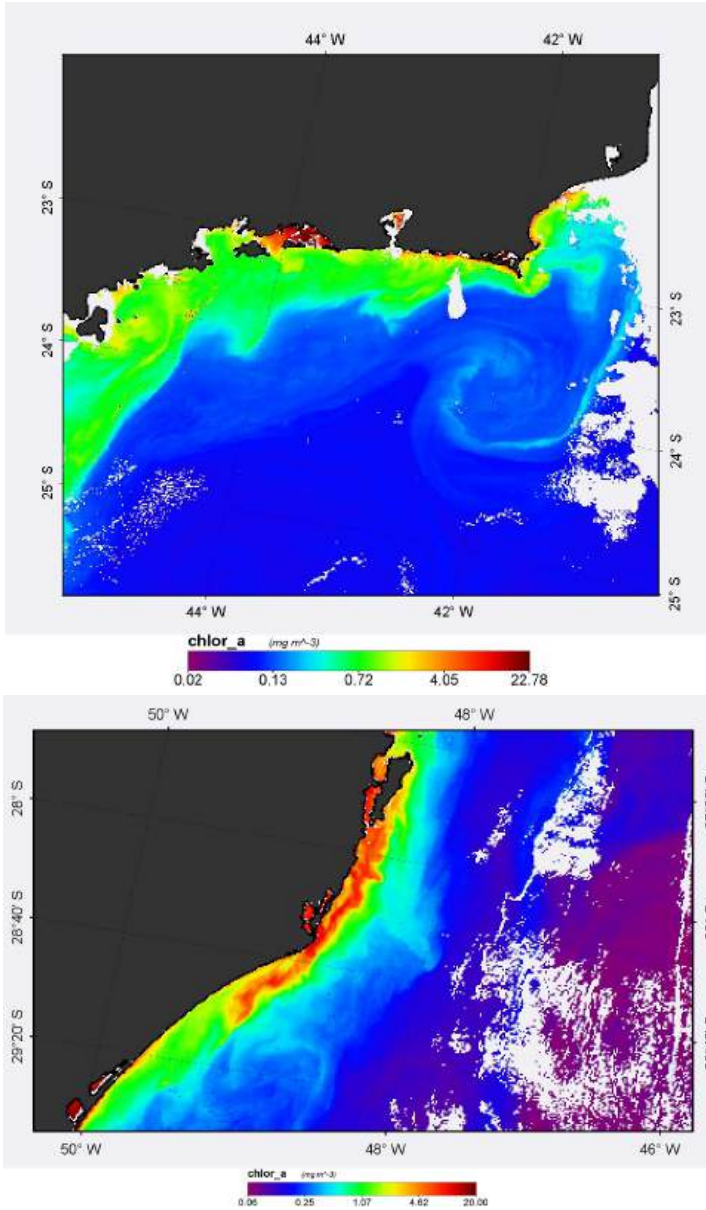 44° W 42° W
23° S
24° S
25° S
23° S
24° S
25° S
44° W 42° W
chlor_a (mg m^-3)
0.02 0.13 0.72 4.05 22.78
50° W 48° W
28° S
28°40' S
29°20' S
50° W 48° W 46° W
chlor_a (mg m^-3)
0.06 0.25 1.07 4.62 20.00